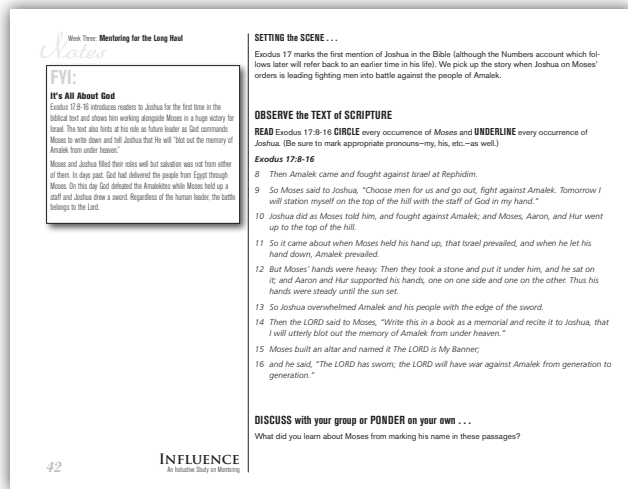 Week Three: Mentoring for the Long Haul
Notes
FYI:
It's All About God
Exodus 17:8-16 introduces readers to Joshua for the first time in the
biblical text and shows him working alongside Moses in a huge victory for
Israel. The text also hints at his role as future leader as God commands
Moses to write down and tell Joshua that He will "blot out the memory of
Amalek from under heaven."
Moses and Joshua filled their roles well but salvation was not from either
of them. In days past, God had delivered the people from Egypt through
Moses. On this day God defeated the Amalekites while Moses held up a
staff and Joshua drew a sword. Regardless of the human leader, the battle
belongs to the Lord.
SETTING the SCENE . . .
Exodus 17 marks the first mention of Joshua in the Bible (although the Numbers account which fol-
lows later will refer back to an earlier time in his life). We pick up the story when Joshua on Moses'
orders is leading fighting men into battle against the people of Amalek.
OBSERVE the TEXT of SCRIPTURE
READ Exodus 17:8-16 CIRCLE every occurrence of Moses and UNDERLINE every occurrence of
Joshua. (Be sure to mark appropriate pronouns–my, his, etc.–as well.)
Exodus 17:8-16
8 Then Amalek came and fought against Israel at Rephidim.
9 So Moses said to Joshua, "Choose men for us and go out, fight against Amalek. Tomorrow I
will station myself on the top of the hill with the staff of God in my hand."
10 Joshua did as Moses told him, and fought against Amalek; and Moses, Aaron, and Hur went
up to the top of the hill.
11 So it came about when Moses held his hand up, that Israel prevailed, and when he let his
hand down, Amalek prevailed.
12 But Moses' hands were heavy. Then they took a stone and put it under him, and he sat on
it; and Aaron and Hur supported his hands, one on one side and one on the other. Thus his
hands were steady until the sun set.
13 So Joshua overwhelmed Amalek and his people with the edge of the sword.
14 Then the LORD said to Moses, "Write this in a book as a memorial and recite it to Joshua, that
I will utterly blot out the memory of Amalek from under heaven."
15 Moses built an altar and named it The LORD is My Banner;
16 and he said, "The LORD has sworn; the LORD will have war against Amalek from generation to
generation."
DISCUSS with your group or PONDER on your own . . .
What did you learn about Moses from marking his name in these passages?
42
INFLUENCE
An Inductive Study on Mentoring